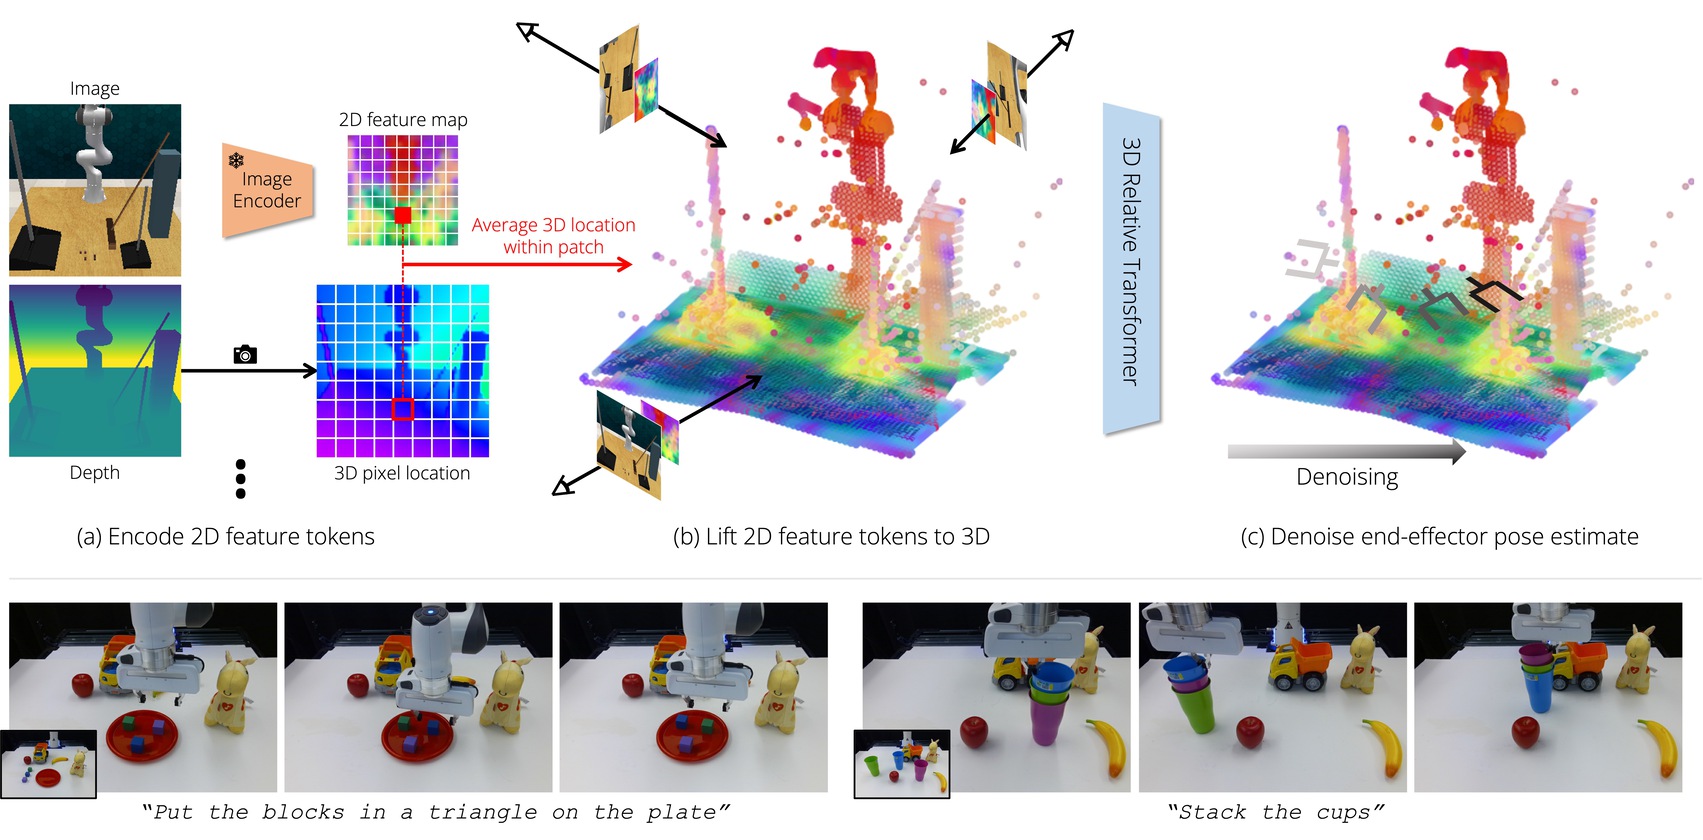 Image
2D feature map
Image
Encoder
Average 3D location
within patch
3D Relative Transformer
Depth
3D pixel location
Denoising
(a) Encode 2D feature tokens
(b) Lift 2D feature tokens to 3D
(c) Denoise end-effector pose estimate
“Put the blocks in a triangle on the plate”
“Stack the cups”